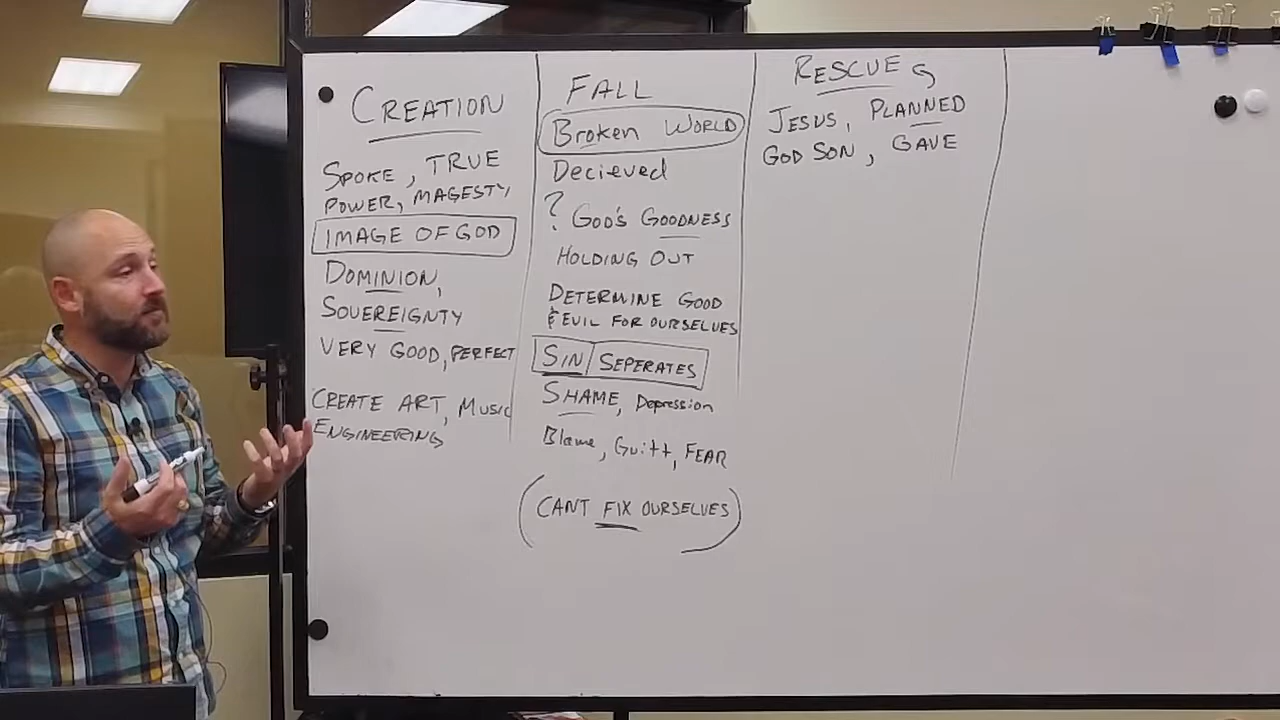 CREATION
SPOKE, TRUE
POWER, MAGESTY
IMAGE OF GOD
DOMINION,
SOVEREIGNTY
VERY GOOD, PERFECT
CREATE ART, MUSIC
ENGINEERING
FALL
Broken WORLD
Decieved
? GOD'S GOODNESS
HOLDING OUT
DETERMINE GOOD
& EVIL FOR OURSELVES
SIN SEPERATES
SHAME, Depression
Blame, Guilt, FEAR
(CANT FIX OURSELVES)
RESCUE
JESUS, PLANNED
GOD SON, GAVE